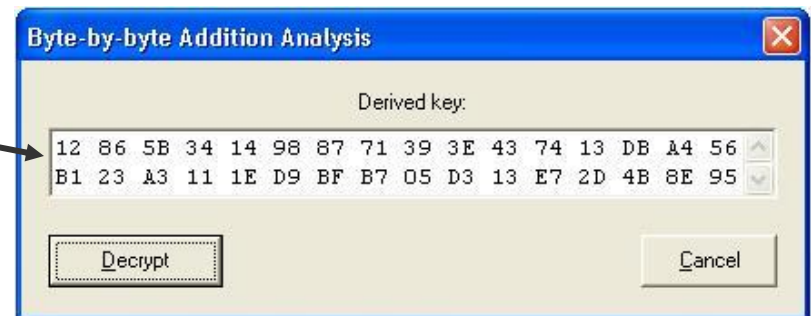 Byte-by-byte Addition Analysis
Derived key:
12 86 5B 34 14 98 87 71 39 3E 43 74 13 DB A4 56
B1 23 A3 11 1E D9 BF B7 05 D3 13 E7 2D 4B 8E 95
Decrypt Cancel